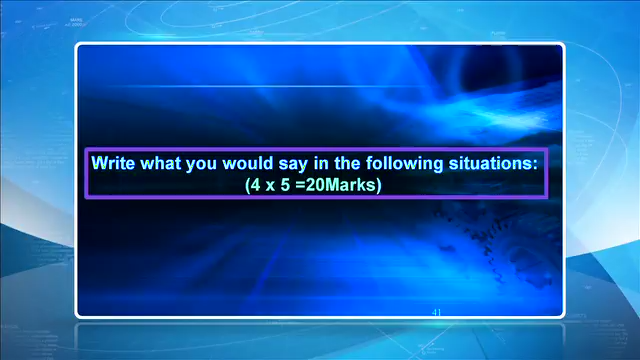 Write what you would say in the following situations:
(4 x 5 =20Marks)
41